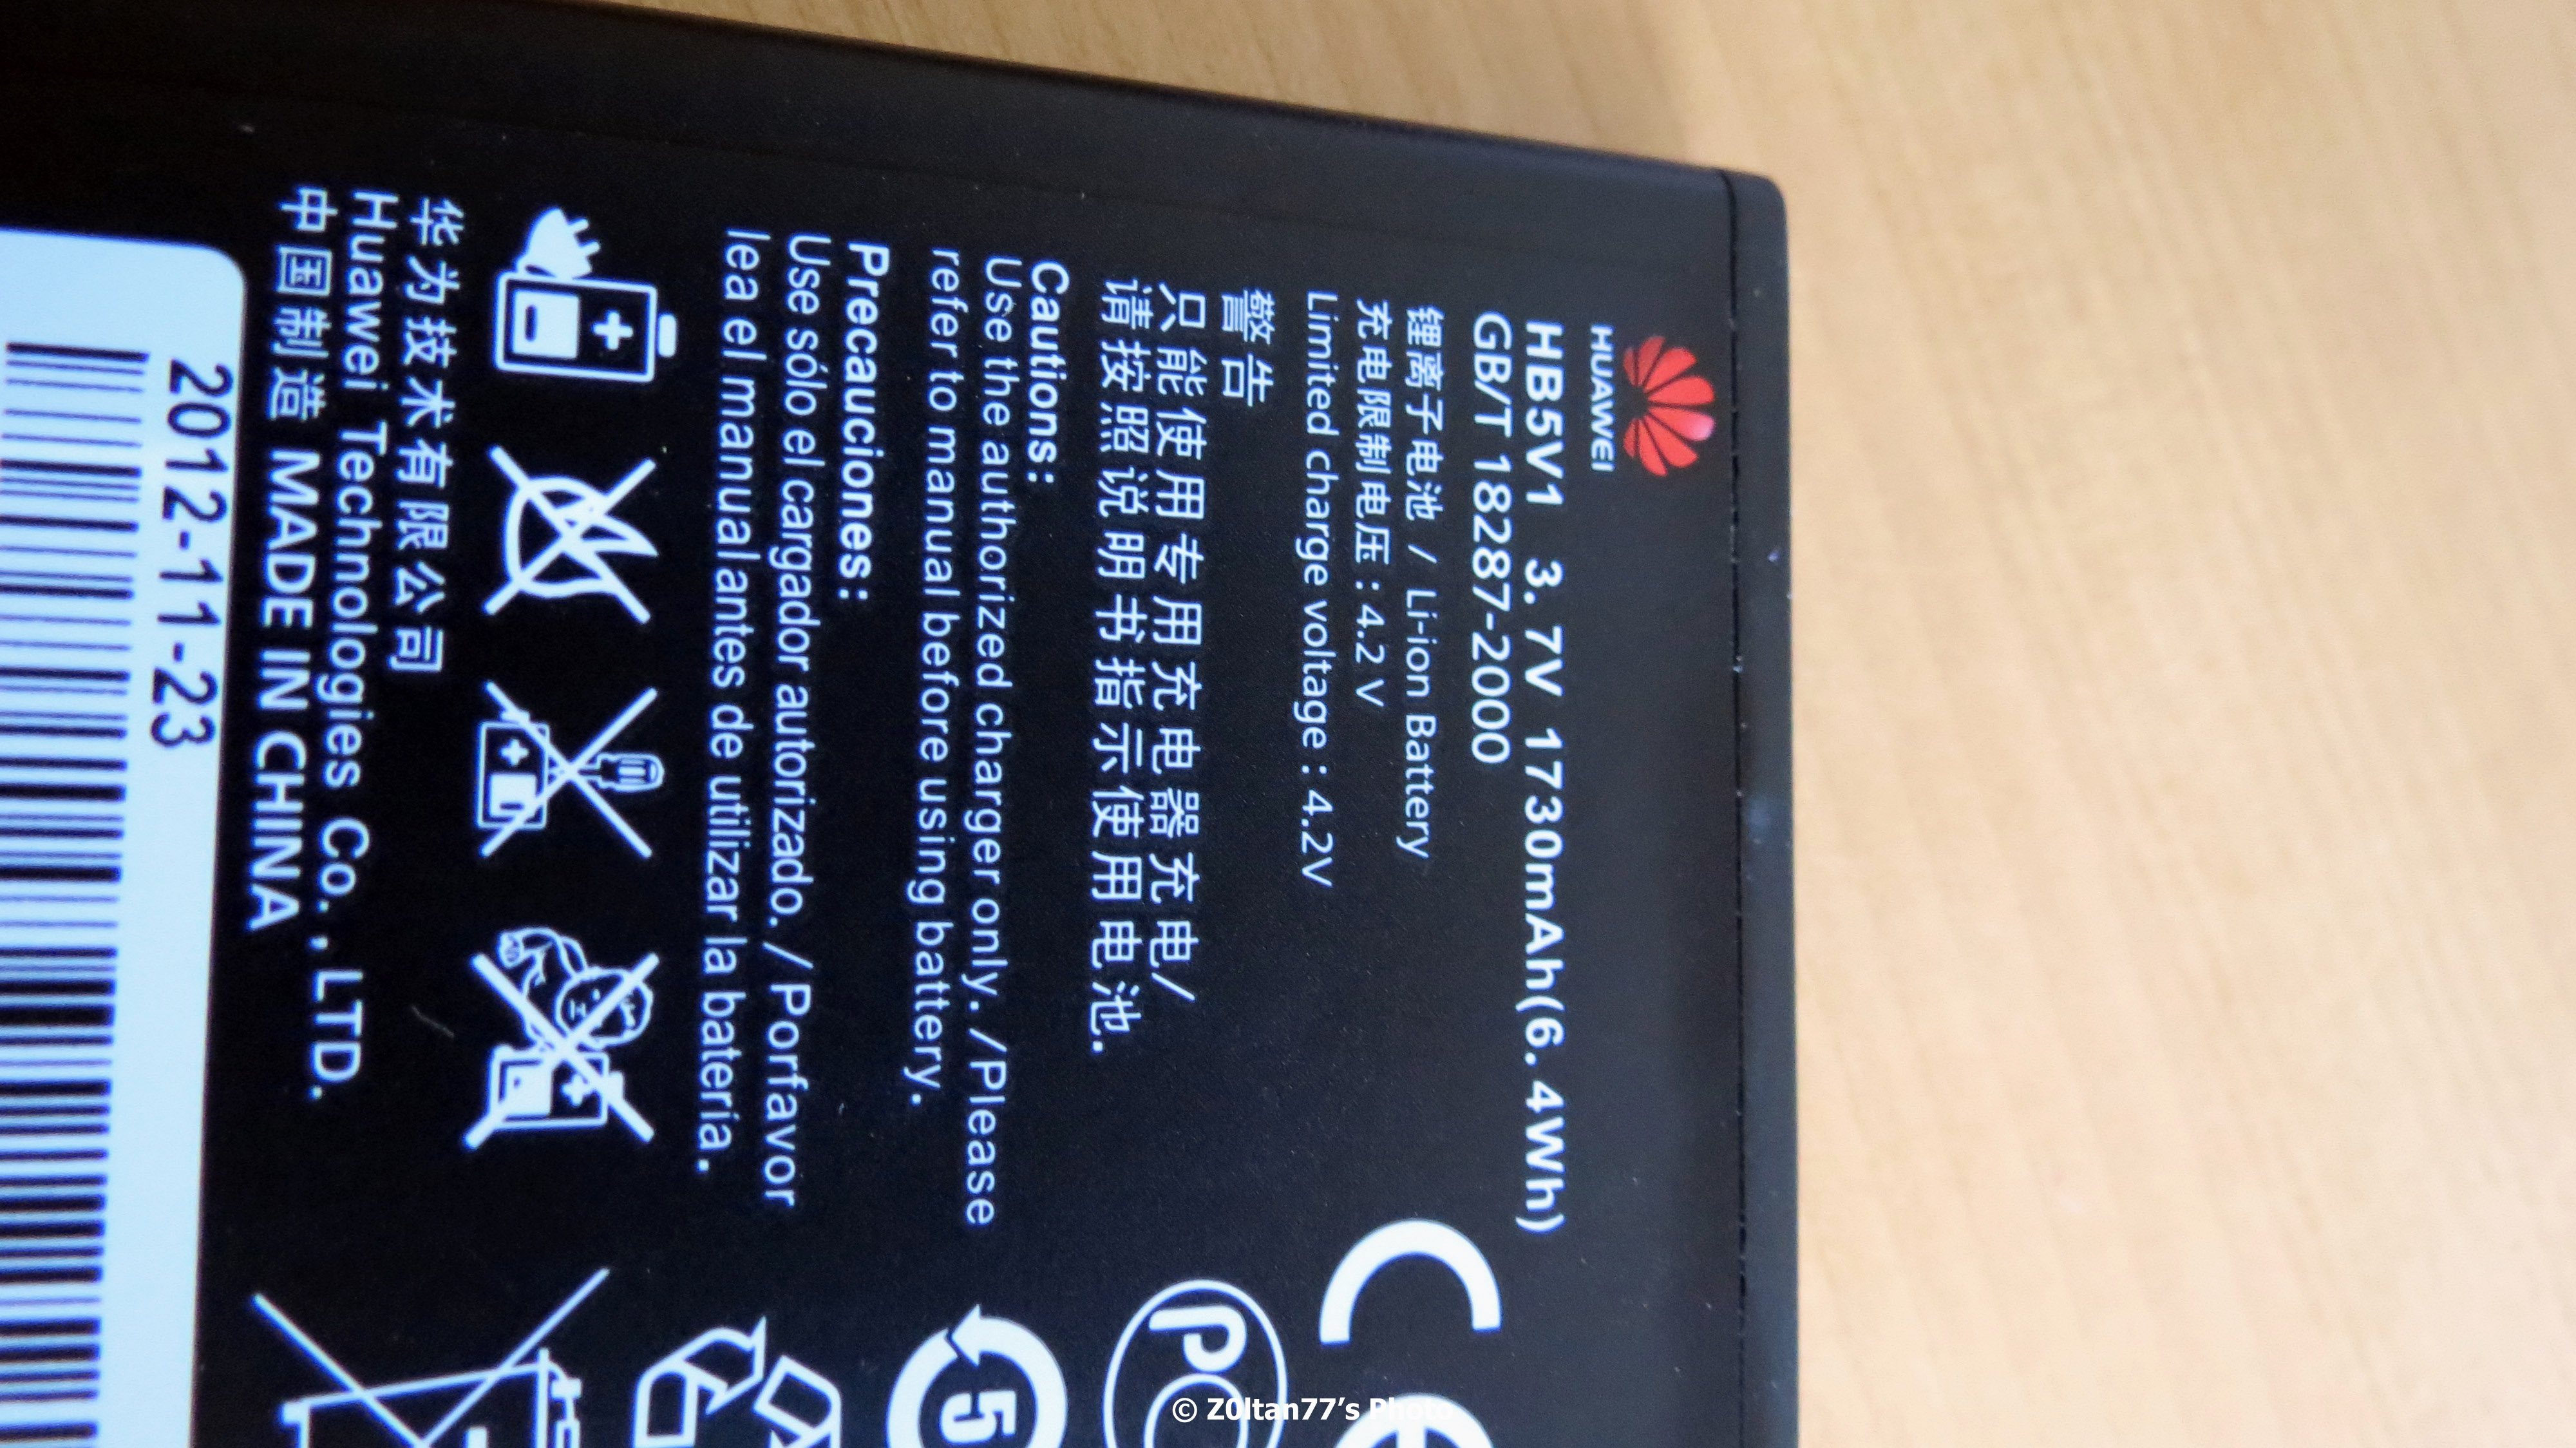 HUAWEI
HB5V1 3.7V 1730mAh(6.4Wh)
GB/T 18287-2000
锂离子电池 / Li-ion Battery
充电限制电压：4.2 V
Limited charge voltage : 4.2V
警告
只能使用专用充电器充电/
请按照说明书指示使用电池.
Cautions:
Use the authorized charger only. /Please
refer to manual before using battery.
Precauciones:
Use sólo el cargador autorizado. / Porfavor
lea el manual antes de utilizar la batería.
华为技术有限公司
Huawei Technologies Co., LTD.
中国制造 MADE IN CHINA
2012-11-23
CE
PC
5
© Z0ltan77's Photo